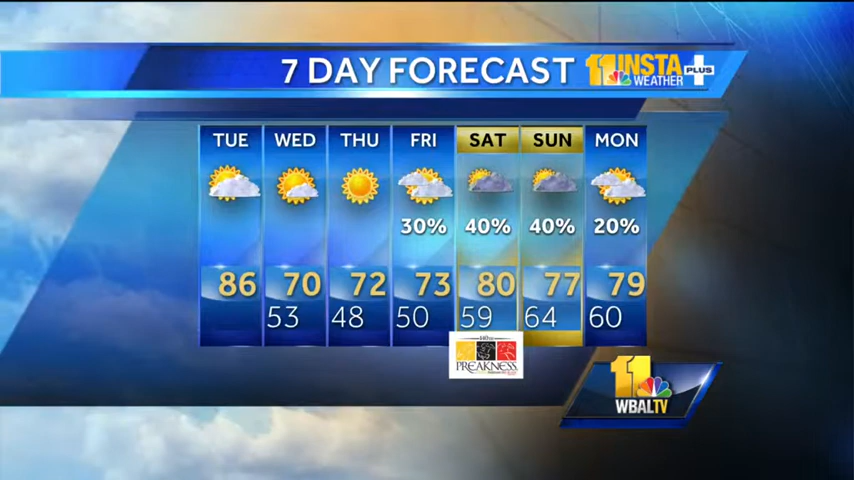 7 DAY FORECAST 11 INSTA WEATHER PLUS
TUE WED THU FRI SAT SUN MON
30% 40% 40% 20%
86 70 72 73 80 77 79
53 48 50 59 64 60
140TH
PREAKNESS
11
WBALTV